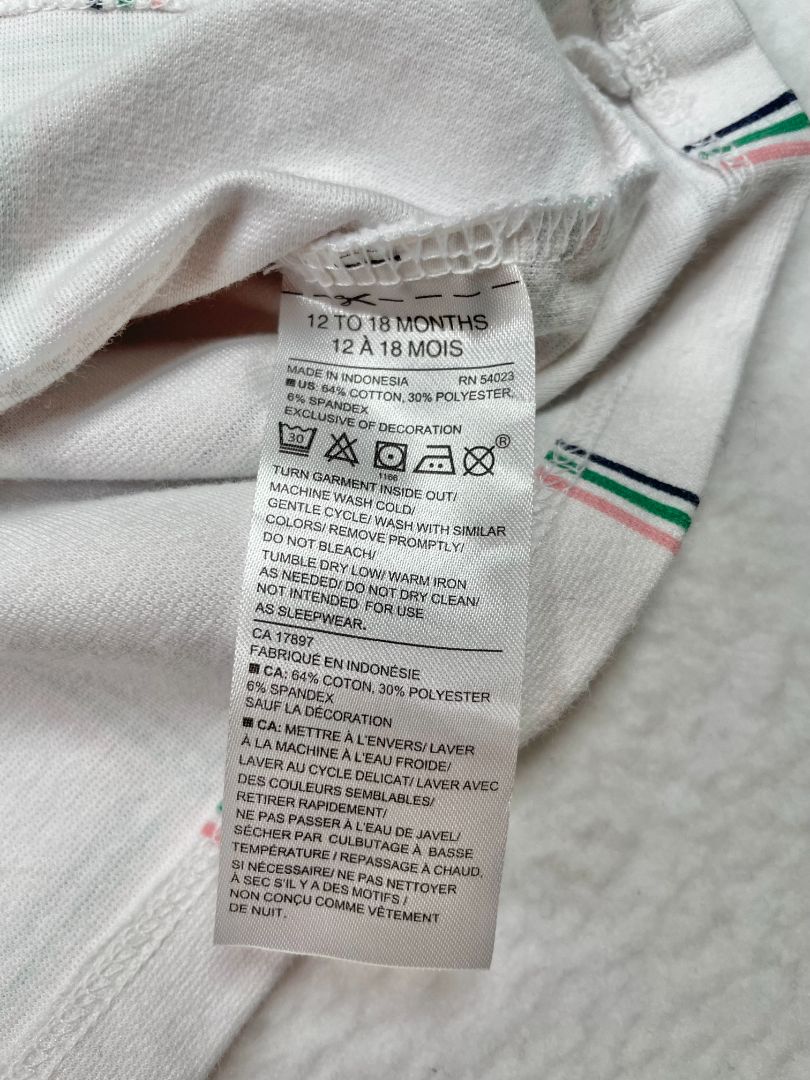 12 TO 18 MONTHS
12 À 18 MOIS
MADE IN INDONESIA RN 54023
US: 64% COTTON, 30% POLYESTER,
6% SPANDEX
EXCLUSIVE OF DECORATION
30 ®
1166
TURN GARMENT INSIDE OUT/
MACHINE WASH COLD/
GENTLE CYCLE/ WASH WITH SIMILAR
COLORS/ REMOVE PROMPTLY/
DO NOT BLEACH/
TUMBLE DRY LOW/ WARM IRON
AS NEEDED/ DO NOT DRY CLEAN/
NOT INTENDED FOR USE
AS SLEEPWEAR.
CA 17897
FABRIQUÉ EN INDONÉSIE
CA: 64% COTON, 30% POLYESTER
6% SPANDEX
SAUF LA DÉCORATION
CA: METTRE À L'ENVERS/ LAVER
À LA MACHINE À L'EAU FROIDE/
LAVER AU CYCLE DELICAT/ LAVER AVEC
DES COULEURS SEMBLABLES/
RETIRER RAPIDEMENT/
NE PAS PASSER À L'EAU DE JAVEL/
SÉCHER PAR CULBUTAGE À BASSE
TEMPÉRATURE / REPASSAGE À CHAUD,
SI NÉCESSAIRE/ NE PAS NETTOYER
À SEC S'IL Y A DES MOTIFS /
NON CONÇU COMME VÊTEMENT
DE NUIT.